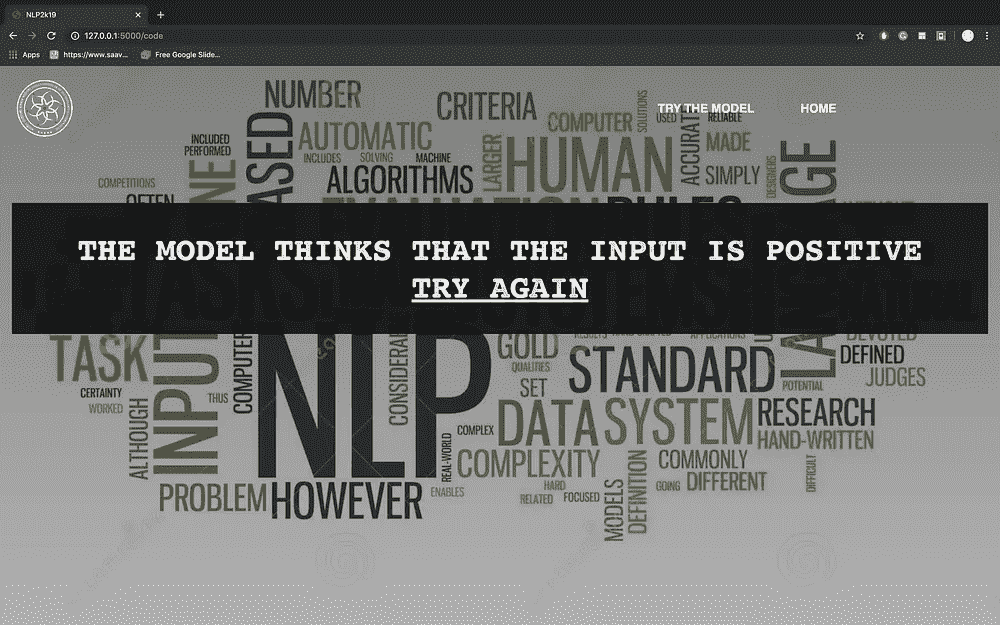 NLP2k19
127.0.0.1:5000/code
Apps
https://www.saav...
Free Google Slide...
TRY THE MODEL
HOME
NUMBER
CRITERIA
SOLUTIONS
USED
RELIABLE
COMPUTER
AUTOMATIC
INCLUDED
PERFORMED
INCLUDES
SOLVING
MACHINE
LARGER
HUMAN
ACCURATE
MADE
SIMPLY
DESIGNERS
COMPETITIONS
ALGORITHMS
OFTEN
EVALUATION
RULES
THE MODEL THINKS THAT THE INPUT IS POSITIVE
TRY AGAIN
TASK
INPUT
COMPUTER
NLP
GOLD
QUALITIES
RESULTS
APPLICATIONS
DEVOTED
STANDARD
DEFINED
JUDGES
POTENTIAL
CERTAINTY
WORKED
THUS
SET
ALTHOUGH
DATA
SYSTEM
RESEARCH
COMPLEX
HAND-WRITTEN
REAL-WORLD
COMPLEXITY
COMMONLY
DIFFICULT
PROBLEM
HOWEVER
ENABLES
HARD
RELATED
FOCUSED
MODELS
DEFINITION
GOING
DIFFERENT